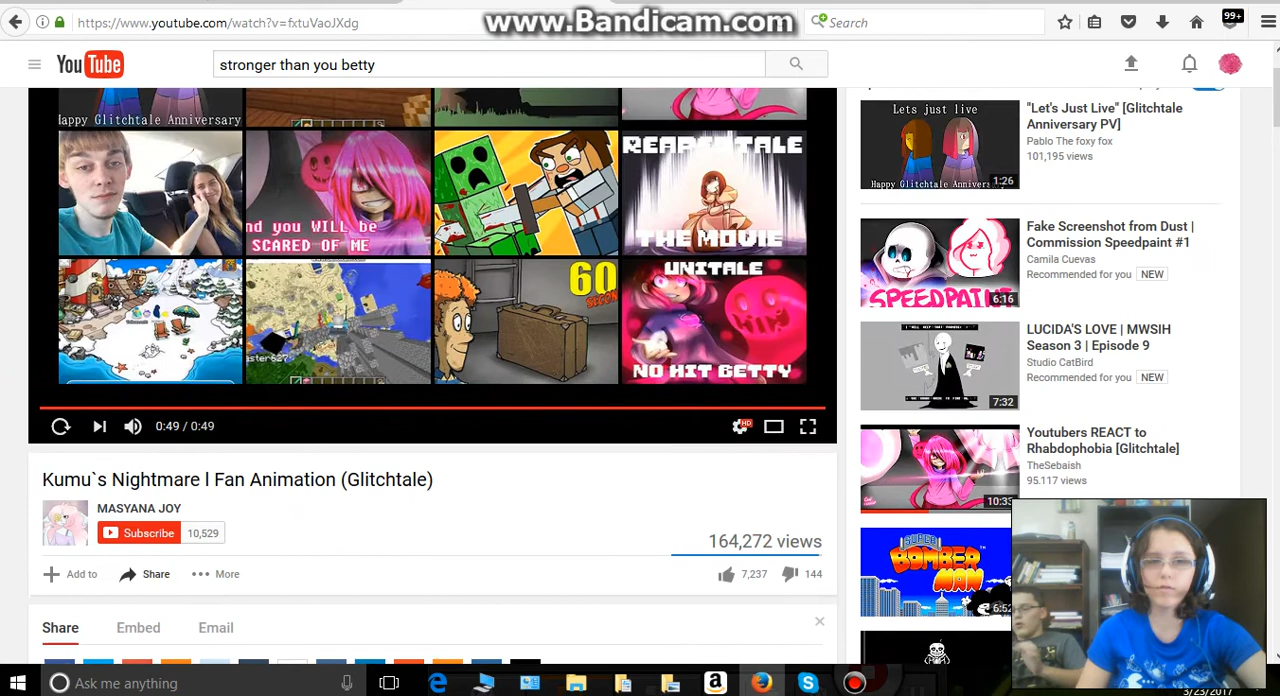 https://www.youtube.com/watch?v=fxtuVaoJXdg
www.Bandicam.com
Search
99+
YouTube
stronger than you betty
Happy Glitchtale Anniversary
nd you WILL be
SCARED OF ME
REAPERTALE
THE MOVIE
60
SECON
UNITALE
NO HIT BETTY
0:49 / 0:49
HD
Kumu`s Nightmare l Fan Animation (Glitchtale)
MASYANA JOY
Subscribe
10,529
164,272 views
Add to
Share
More
7,237
144
Share
Embed
Email
Lets just live
Happy Glitchtale Annivers
1:26
"Let's Just Live" [Glitchtale
Anniversary PV]
Pablo The foxy fox
101,195 views
SPEEDPAINT
6:16
Fake Screenshot from Dust |
Commission Speedpaint #1
Camila Cuevas
Recommended for you NEW
7:32
LUCIDA'S LOVE | MWSIH
Season 3 | Episode 9
Studio CatBird
Recommended for you NEW
10:33
Youtubers REACT to
Rhabdophobia [Glitchtale]
TheSebaish
95.117 views
SUPER
BOMBER
MAN
6:52
Ask me anything
3/23/2017